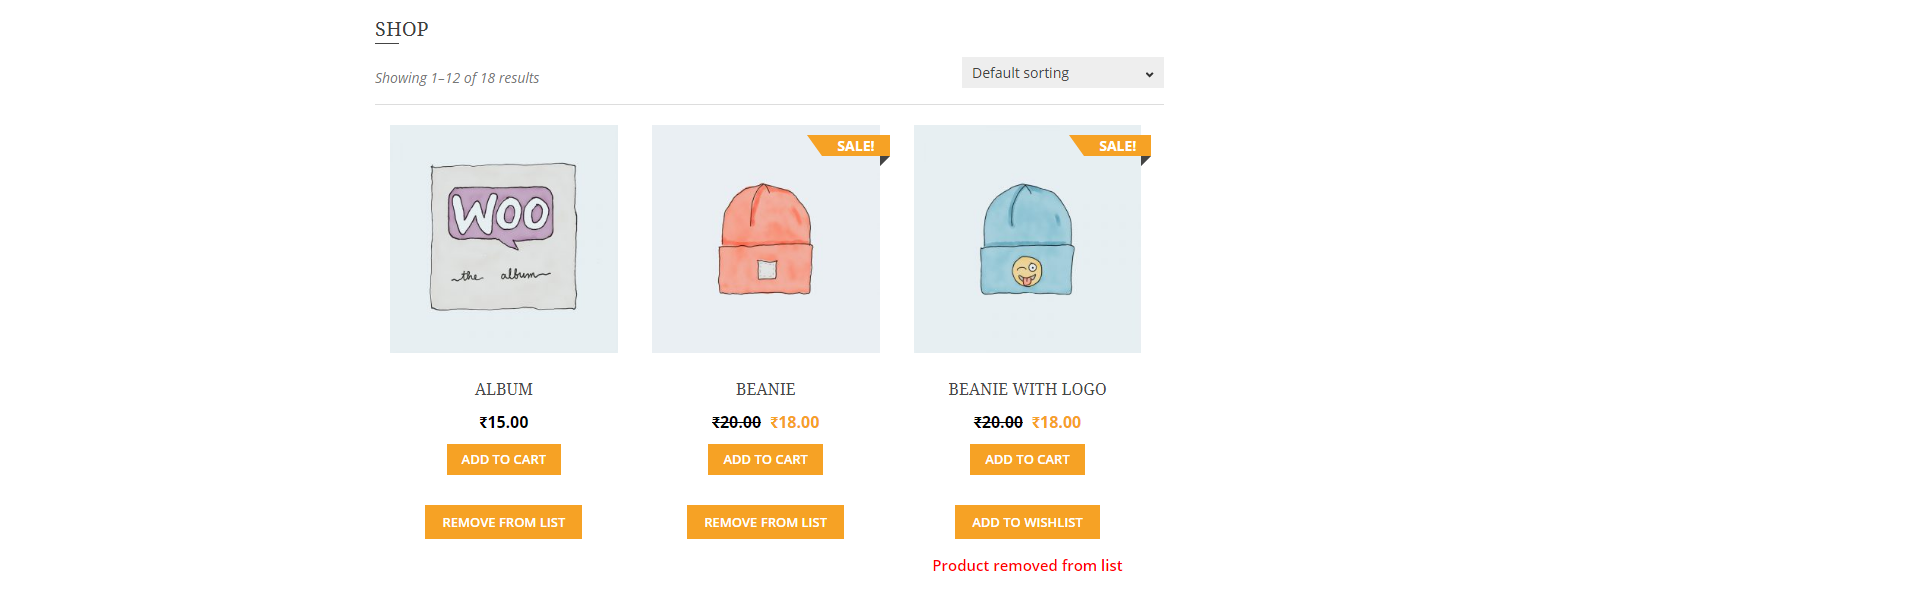 SHOP
Showing 1–12 of 18 results
Default sorting
SALE!
SALE!
WOO
the album
ALBUM
BEANIE
BEANIE WITH LOGO
₹15.00
₹20.00 ₹18.00
₹20.00 ₹18.00
ADD TO CART
ADD TO CART
ADD TO CART
REMOVE FROM LIST
REMOVE FROM LIST
ADD TO WISHLIST
Product removed from list